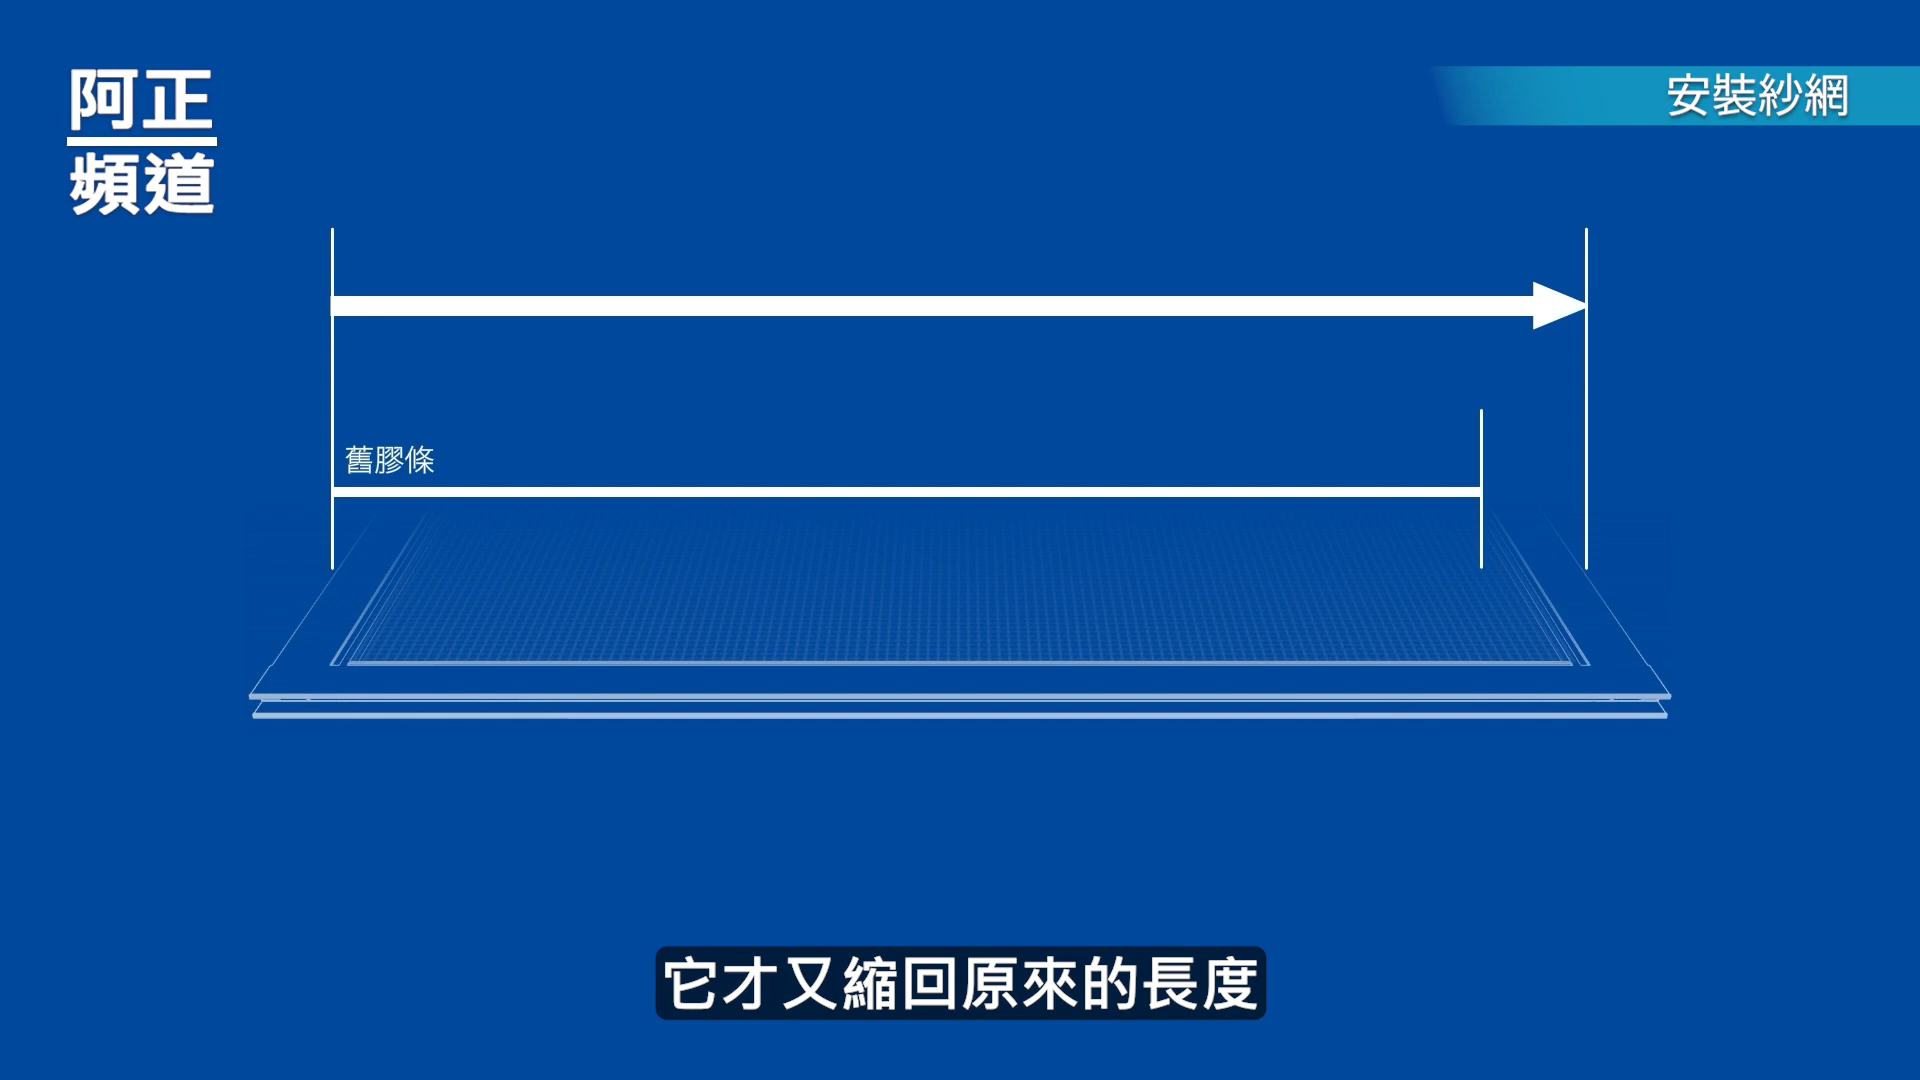 阿正
頻道
安裝紗網
舊膠條
它才又縮回原來的長度